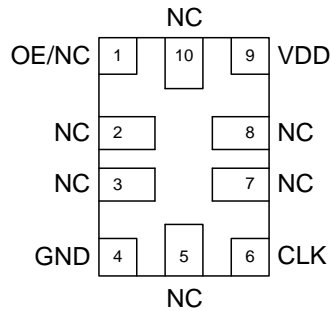 NC
OE/NC 1 10 9 VDD
NC 2 8 NC
NC 3 7 NC
GND 4 5 6 CLK
NC